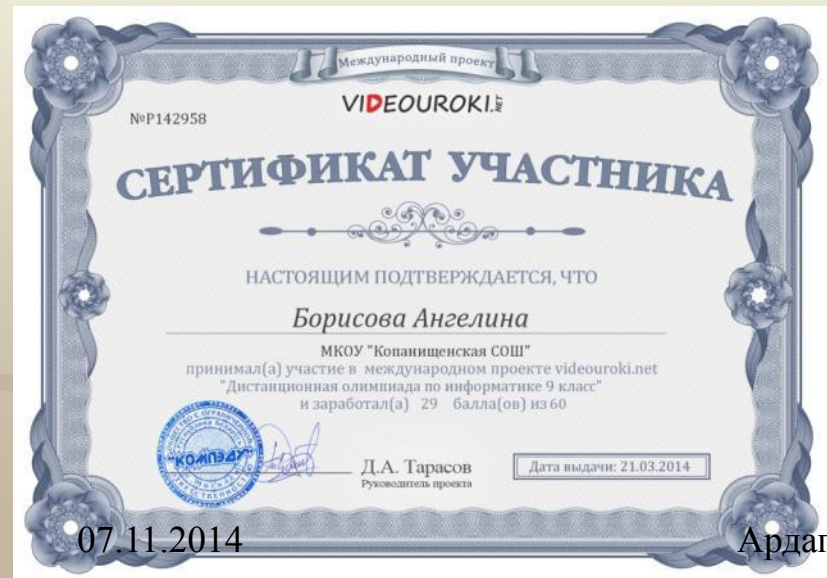 Международный проект
VIDEOUROKI.NET
№P142958
СЕРТИФИКАТ УЧАСТНИКА
НАСТОЯЩИМ ПОДТВЕРЖДАЕТСЯ, ЧТО
Борисова Ангелина
МКОУ "Копанищенская СОШ"
принимал(а) участие в международном проекте videouroki.net
"Дистанционная олимпиада по информатике 9 класс"
и заработал(а) 29 балла(ов) из 60
"КОМПЭДУ"
Д.А. Тарасов
Руководитель проекта
Дата выдачи: 21.03.2014
07.11.2014